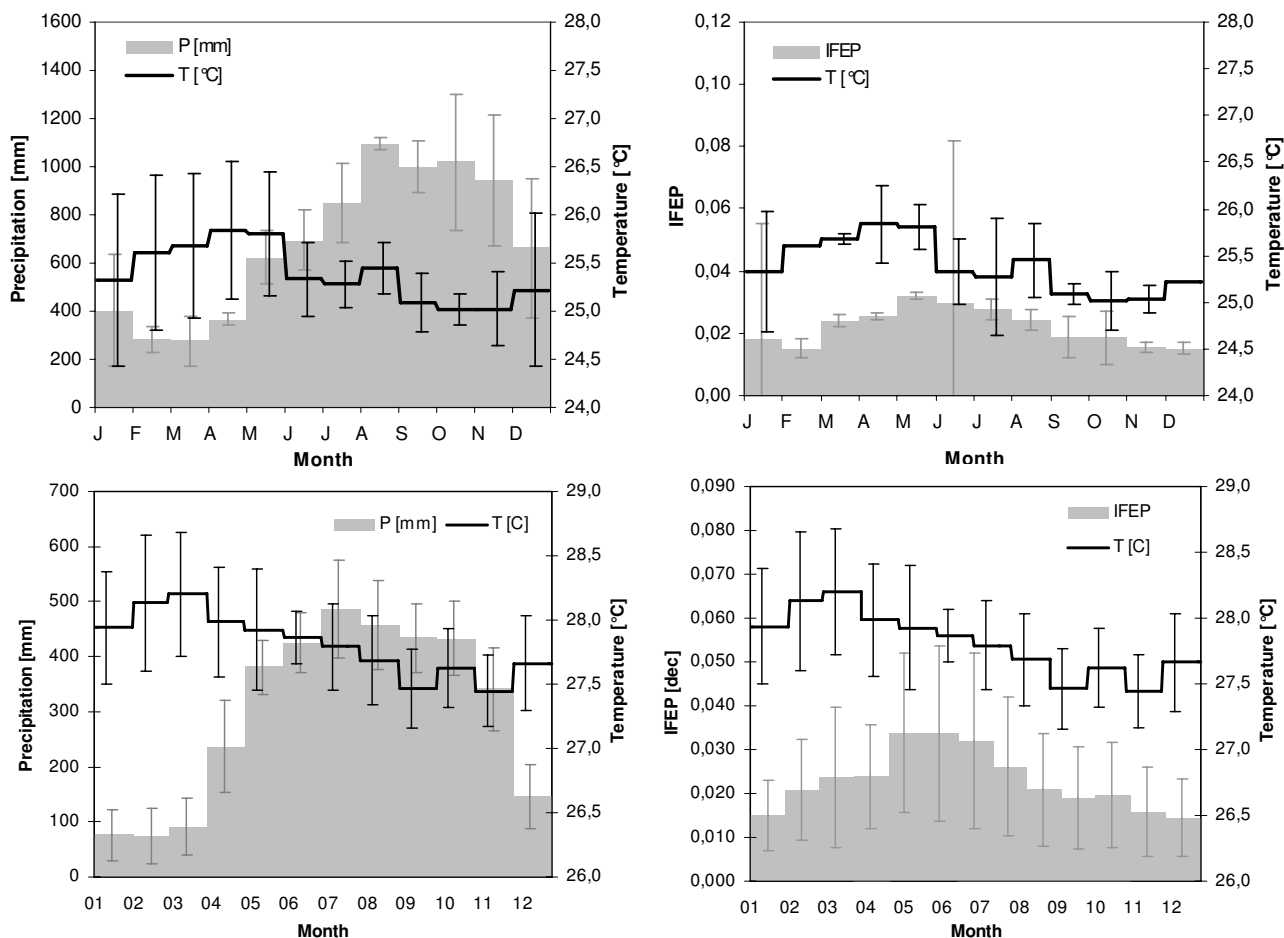 1600
1400
1200
1000
800
600
400
200
0
Precipitation [mm]
P [mm]
T [°C]
28,0
27,5
27,0
26,5
26,0
25,5
25,0
24,5
24,0
Temperature [°C]
J F M A M J J A S O N D
Month
0,12
0,10
0,08
0,06
0,04
0,02
0,00
IFEP
IFEP
T [°C]
28,0
27,5
27,0
26,5
26,0
25,5
25,0
24,5
24,0
Temperature [°C]
J F M A M J J A S O N D
Month
700
600
500
400
300
200
100
0
Precipitation [mm]
P [mm] T [C]
29,0
28,5
28,0
27,5
27,0
26,5
26,0
Temperature [°C]
01 02 03 04 05 06 07 08 09 10 11 12
Month
0,090
0,080
0,070
0,060
0,050
0,040
0,030
0,020
0,010
0,000
IFEP [dec]
IFEP
T [C]
29,0
28,5
28,0
27,5
27,0
26,5
26,0
Temperature [°C]
01 02 03 04 05 06 07 08 09 10 11 12
Month